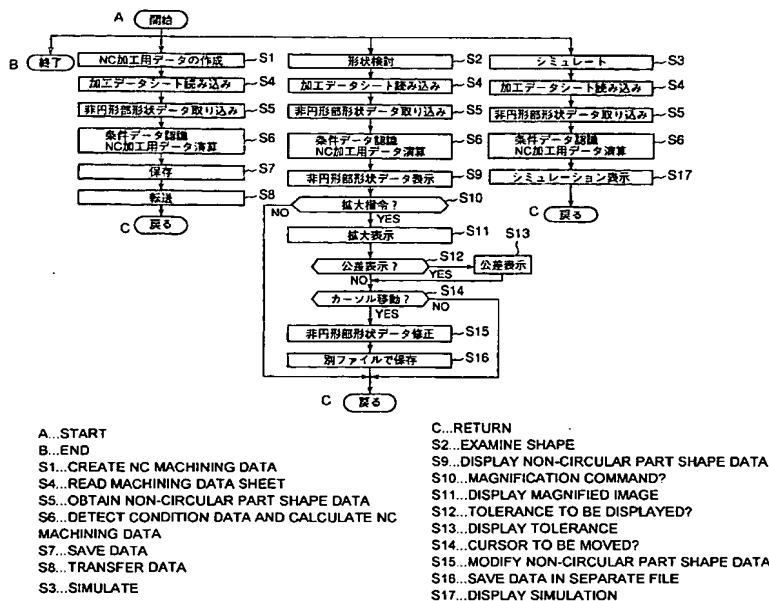 A 開始
B 終了
NC加工用データの作成 S1
加工データシート読み込み S4
非円形部形状データ取り込み S5
条件データ認識
NC加工用データ演算 S6
保存 S7
転送 S8
C 戻る
形状検討 S2
加工データシート読み込み S4
非円形部形状データ取り込み S5
条件データ認識
NC加工用データ演算 S6
非円形部形状データ表示 S9
拡大指令？ S10
NO
YES
拡大表示 S11
公差表示？ S12
YES
公差表示 S13
NO
カーソル移動？ S14
NO
YES
非円形部形状データ修正 S15
別ファイルで保存 S16
C 戻る
シミュレート S3
加工データシート読み込み S4
非円形部形状データ取り込み S5
条件データ認識
NC加工用データ演算 S6
シミュレーション表示 S17
C 戻る
A...START
B...END
S1...CREATE NC MACHINING DATA
S4...READ MACHINING DATA SHEET
S5...OBTAIN NON-CIRCULAR PART SHAPE DATA
S6...DETECT CONDITION DATA AND CALCULATE NC
MACHINING DATA
S7...SAVE DATA
S8...TRANSFER DATA
S3...SIMULATE
C...RETURN
S2...EXAMINE SHAPE
S9...DISPLAY NON-CIRCULAR PART SHAPE DATA
S10...MAGNIFICATION COMMAND?
S11...DISPLAY MAGNIFIED IMAGE
S12...TOLERANCE TO BE DISPLAYED?
S13...DISPLAY TOLERANCE
S14...CURSOR TO BE MOVED?
S15...MODIFY NON-CIRCULAR PART SHAPE DATA
S16...SAVE DATA IN SEPARATE FILE
S17...DISPLAY SIMULATION